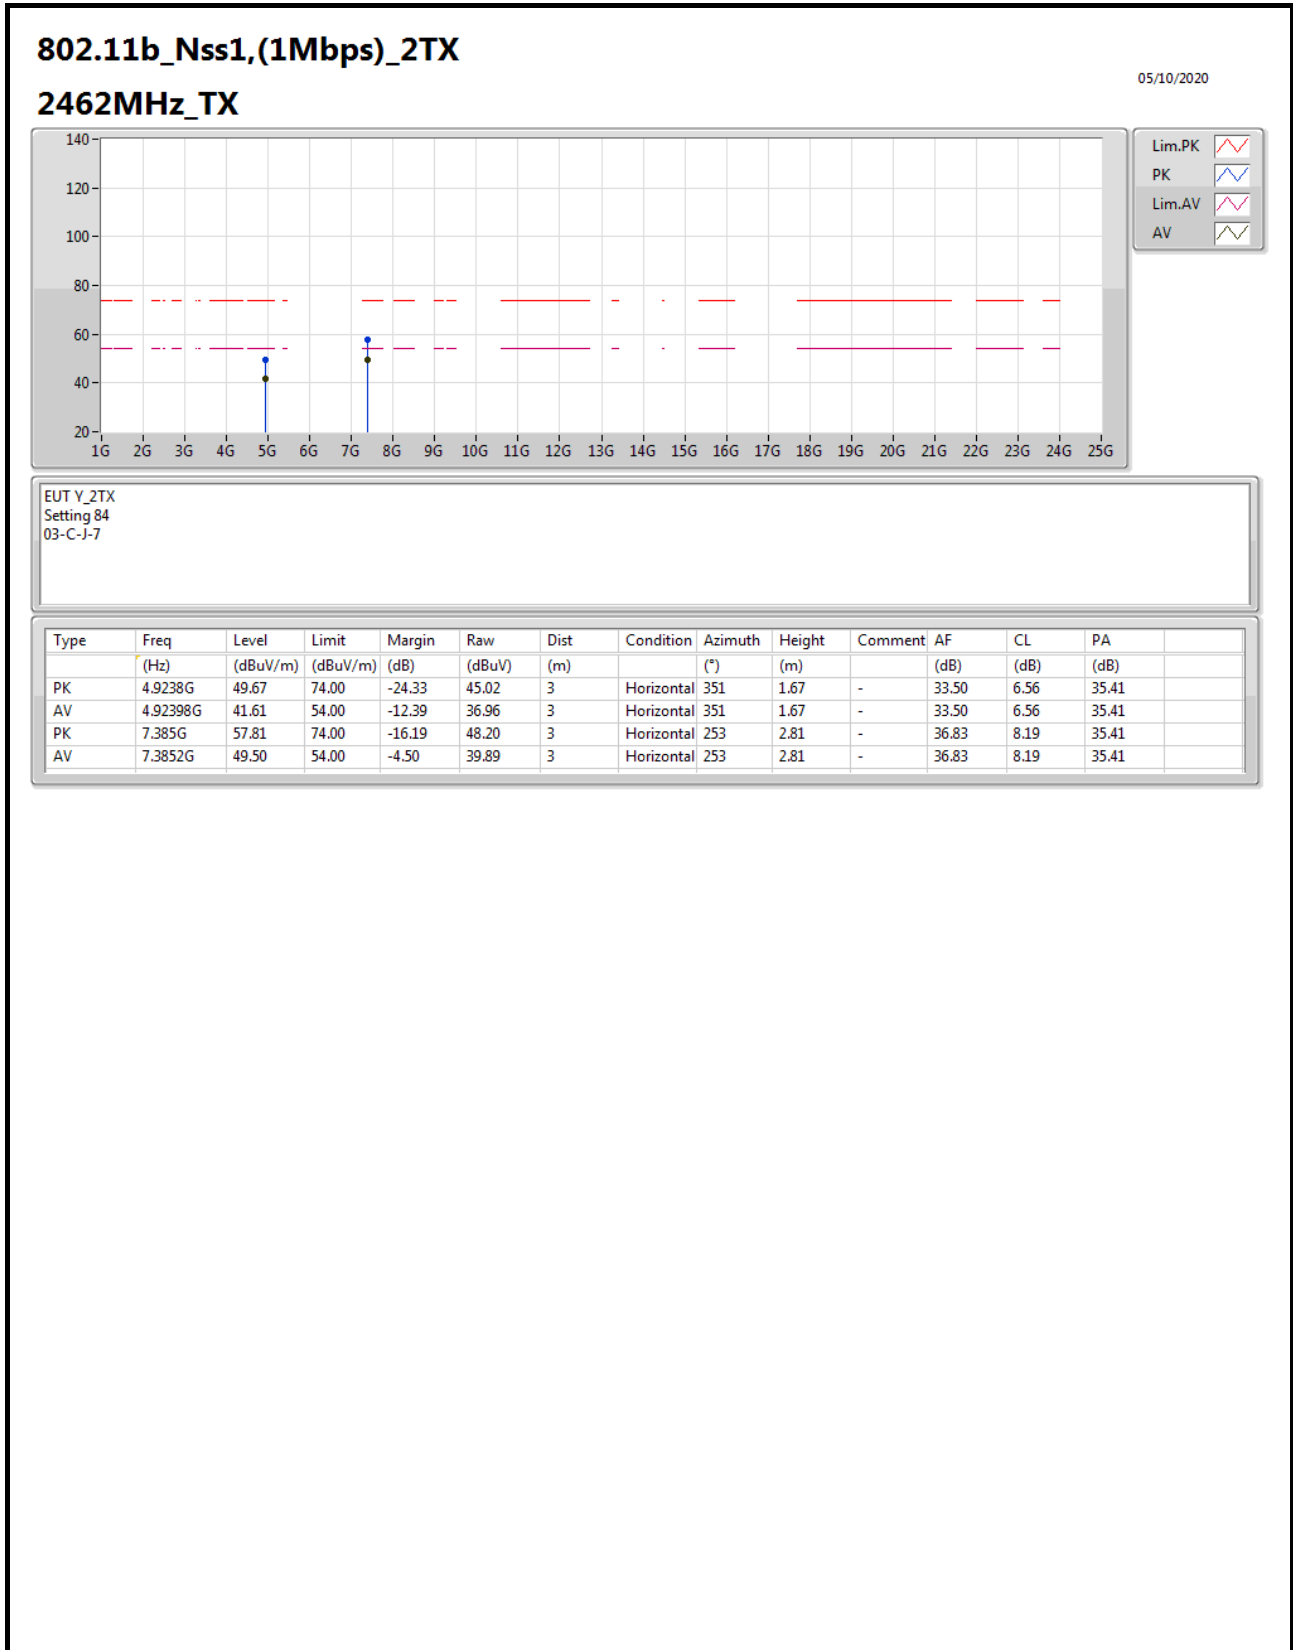 802.11b_Nss1,(1Mbps)_2TX
05/10/2020
2462MHz_TX
140
120
100
80
60
40
20
1G 2G 3G 4G 5G 6G 7G 8G 9G 10G 11G 12G 13G 14G 15G 16G 17G 18G 19G 20G 21G 22G 23G 24G 25G
Lim.PK
PK
Lim.AV
AV
EUT Y_2TX
Setting 84
03-C-J-7
Type Freq Level Limit Margin Raw Dist Condition Azimuth Height Comment AF CL PA
(Hz) (dBuV/m) (dBuV/m) (dB) (dBuV) (m) (°) (m) (dB) (dB) (dB)
PK 4.9238G 49.67 74.00 -24.33 45.02 3 Horizontal 351 1.67 - 33.50 6.56 35.41
AV 4.92398G 41.61 54.00 -12.39 36.96 3 Horizontal 351 1.67 - 33.50 6.56 35.41
PK 7.385G 57.81 74.00 -16.19 48.20 3 Horizontal 253 2.81 - 36.83 8.19 35.41
AV 7.3852G 49.50 54.00 -4.50 39.89 3 Horizontal 253 2.81 - 36.83 8.19 35.41